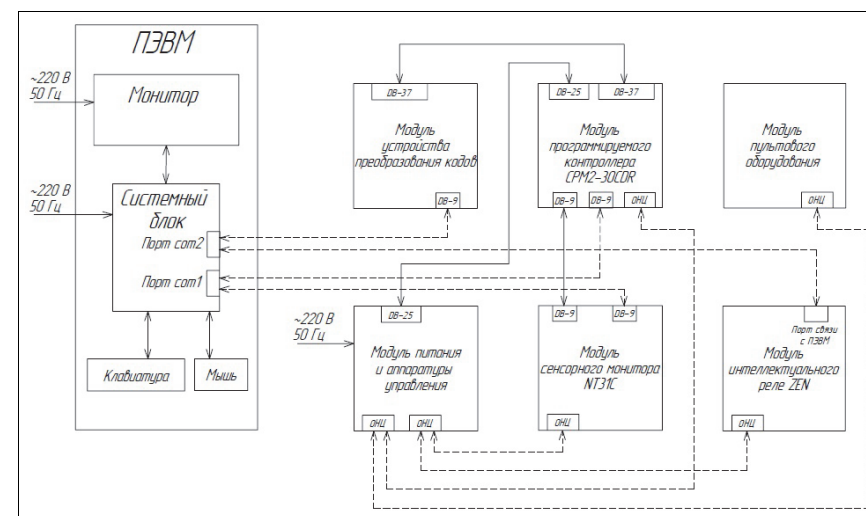 ПЭВМ
~220 В
50 Гц
Монитор
~220 В
50 Гц
Системный
блок
Порт com2
Порт com1
Клавиатура
Мышь
DB-37
Модуль
устройства
преобразования кодов
DB-9
DB-25
DB-37
Модуль
программируемого
контроллера
CPM2-30CDR
DB-9
DB-9
ОНЦ
Модуль
пультового
оборудования
ОНЦ
~220 В
50 Гц
DB-25
Модуль питания
и аппаратуры
управления
ОНЦ
ОНЦ
DB-9
DB-9
Модуль
сенсорного монитора
NT31C
ОНЦ
Порт связи
с ПЭВМ
Модуль
интеллектуального
реле ZEN
ОНЦ